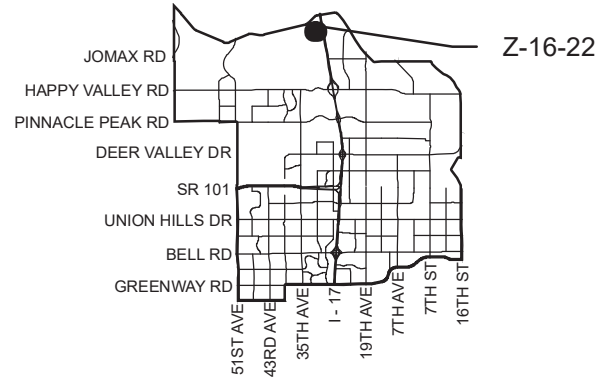 Z-16-22
JOMAX RD
HAPPY VALLEY RD
PINNACLE PEAK RD
DEER VALLEY DR
SR 101
UNION HILLS DR
BELL RD
GREENWAY RD
51ST AVE
43RD AVE
35TH AVE
I - 17
19TH AVE
7TH AVE
7TH ST
16TH ST